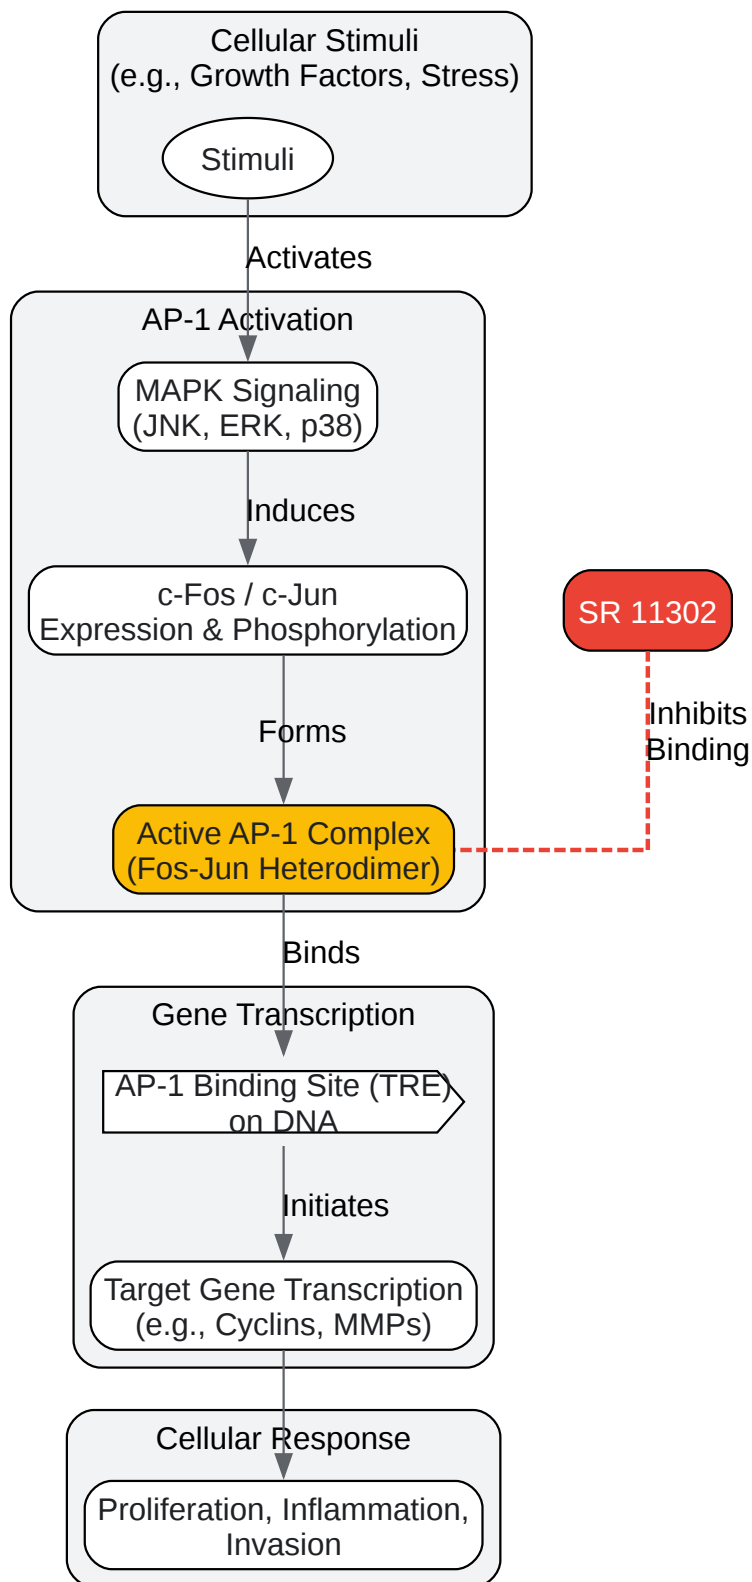 Cellular Stimuli
(e.g., Growth Factors, Stress)
Stimuli
Activates
AP-1 Activation
MAPK Signaling
(JNK, ERK, p38)
Induces
c-Fos / c-Jun
Expression & Phosphorylation
SR 11302
Inhibits
Binding
Forms
Active AP-1 Complex
(Fos-Jun Heterodimer)
Binds
Gene Transcription
AP-1 Binding Site (TRE)
on DNA
Initiates
Target Gene Transcription
(e.g., Cyclins, MMPs)
Cellular Response
Proliferation, Inflammation,
Invasion